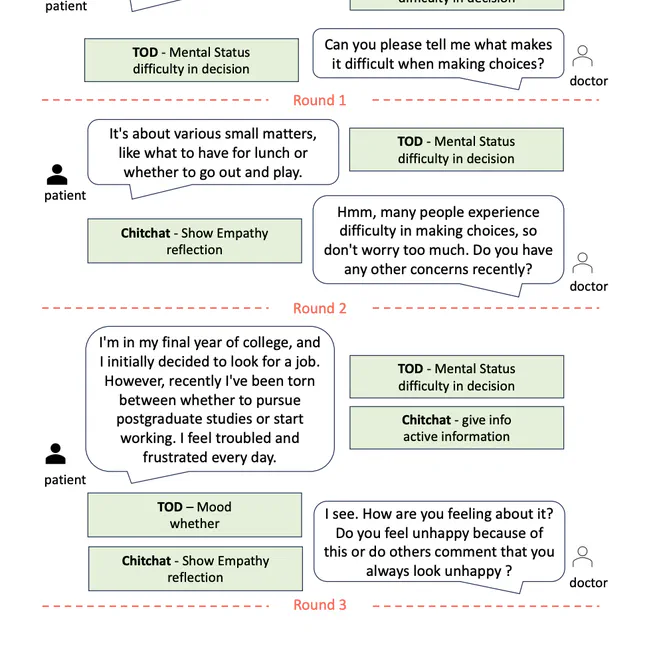 patient
difficulty in decision
TOD - Mental Status
difficulty in decision
Can you please tell me what makes
it difficult when making choices?
doctor
Round 1
It's about various small matters,
like what to have for lunch or
whether to go out and play.
TOD - Mental Status
difficulty in decision
patient
Chitchat - Show Empathy
reflection
Hmm, many people experience
difficulty in making choices, so
don't worry too much. Do you have
any other concerns recently?
doctor
Round 2
I'm in my final year of college, and
I initially decided to look for a job.
However, recently I've been torn
between whether to pursue
postgraduate studies or start
working. I feel troubled and
frustrated every day.
TOD - Mental Status
difficulty in decision
Chitchat - give info
active information
patient
TOD – Mood
whether
Chitchat - Show Empathy
reflection
I see. How are you feeling about it?
Do you feel unhappy because of
this or do others comment that you
always look unhappy ?
doctor
Round 3